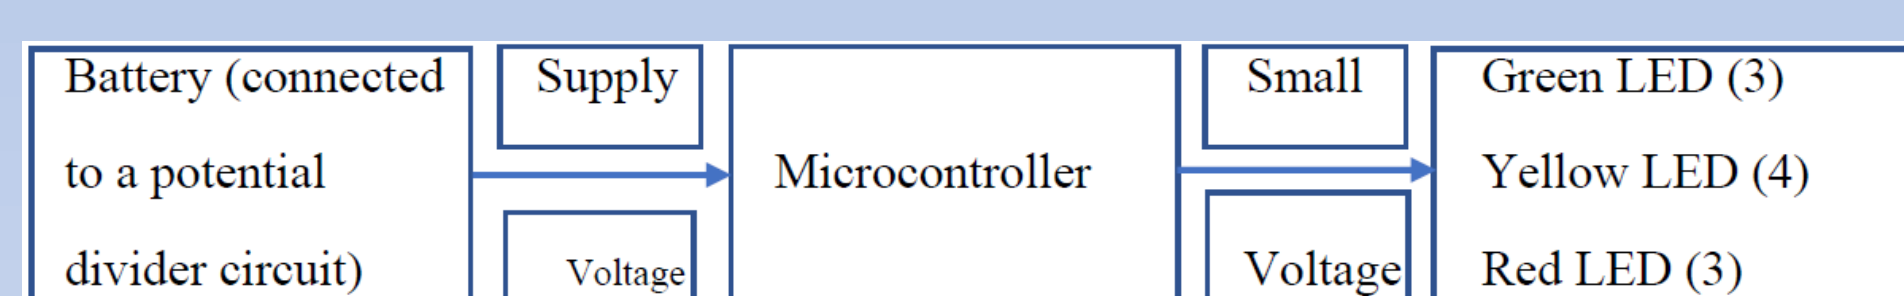 Battery (connected
to a potential
divider circuit)
Supply
Voltage
Microcontroller
Small
Voltage
Green LED (3)
Yellow LED (4)
Red LED (3)